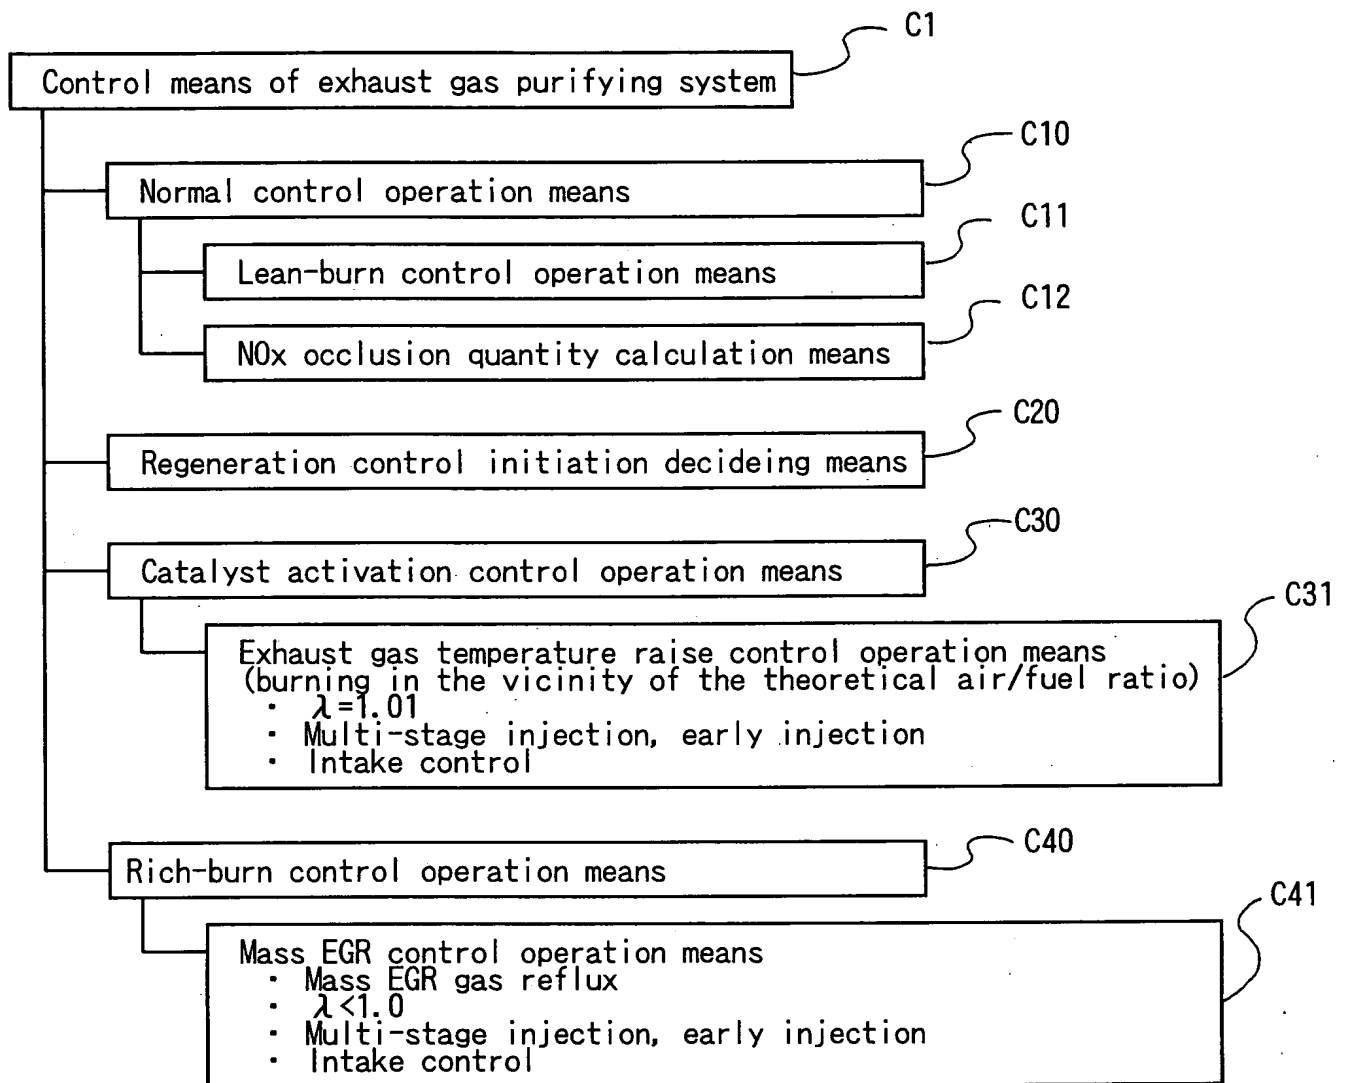 C1
Control means of exhaust gas purifying system
C10
Normal control operation means
C11
Lean-burn control operation means
C12
NOx occlusion quantity calculation means
C20
Regeneration control initiation decideing means
C30
Catalyst activation control operation means
C31
Exhaust gas temperature raise control operation means
(burning in the vicinity of the theoretical air/fuel ratio)
・ λ=1.01
・ Multi-stage injection, early injection
・ Intake control
C40
Rich-burn control operation means
C41
Mass EGR control operation means
・ Mass EGR gas reflux
・ λ<1.0
・ Multi-stage injection, early injection
・ Intake control